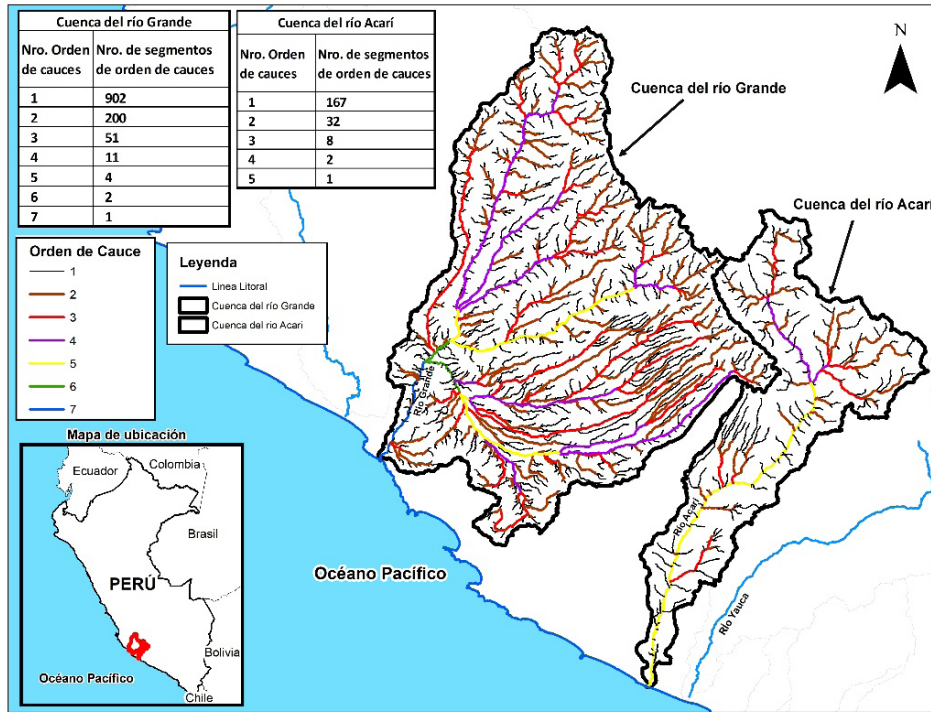 Cuenca del río Grande
Nro. Orden de cauces
Nro. de segmentos de orden de cauces
1 902
2 200
3 51
4 11
5 4
6 2
7 1
Cuenca del río Acarí
Nro. Orden de cauces
Nro. de segmentos de orden de cauces
1 167
2 32
3 8
4 2
5 1
N
Cuenca del río Grande
Cuenca del río Acarí
Orden de Cauce
1
2
3
4
5
6
7
Leyenda
Linea Litoral
Cuenca del río Grande
Cuenca del rio Acari
Río Grande
Río Acarí
Río Yauca
Océano Pacífico
Mapa de ubicación
Ecuador
Colombia
Brasil
PERÚ
Bolivia
Océano Pacífico
Chile